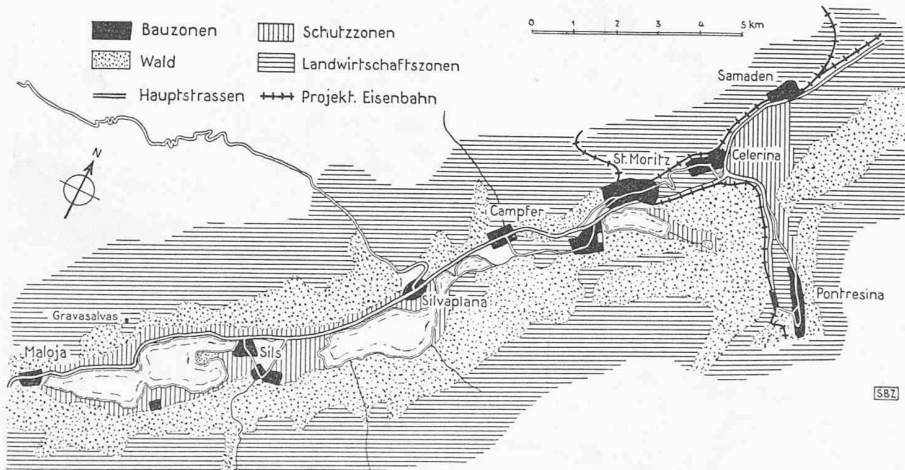 Bauzonen
Schutzzonen
Wald
Landwirtschaftszonen
Hauptstrassen
Projekt. Eisenbahn
0 1 2 3 4 5 km
N
Samaden
St. Moritz
Celerina
Campfer
Silvaplana
Pontresina
Gravasalvas
Maloja
Sils
SBZ